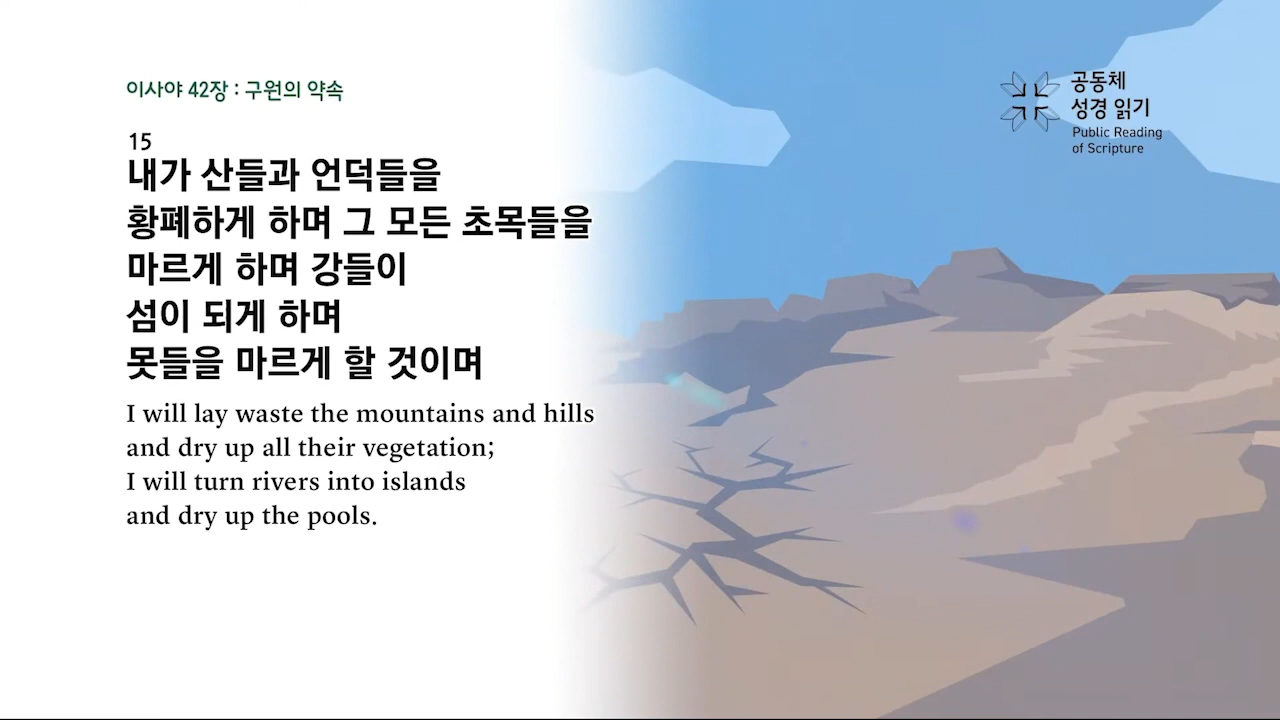 이사야 42장 : 구원의 약속
15
내가 산들과 언덕들을
황폐하게 하며 그 모든 초목들을
마르게 하며 강들이
섬이 되게 하며
못들을 마르게 할 것이며
I will lay waste the mountains and hills
and dry up all their vegetation;
I will turn rivers into islands
and dry up the pools.
공동체
성경 읽기
Public Reading
of Scripture